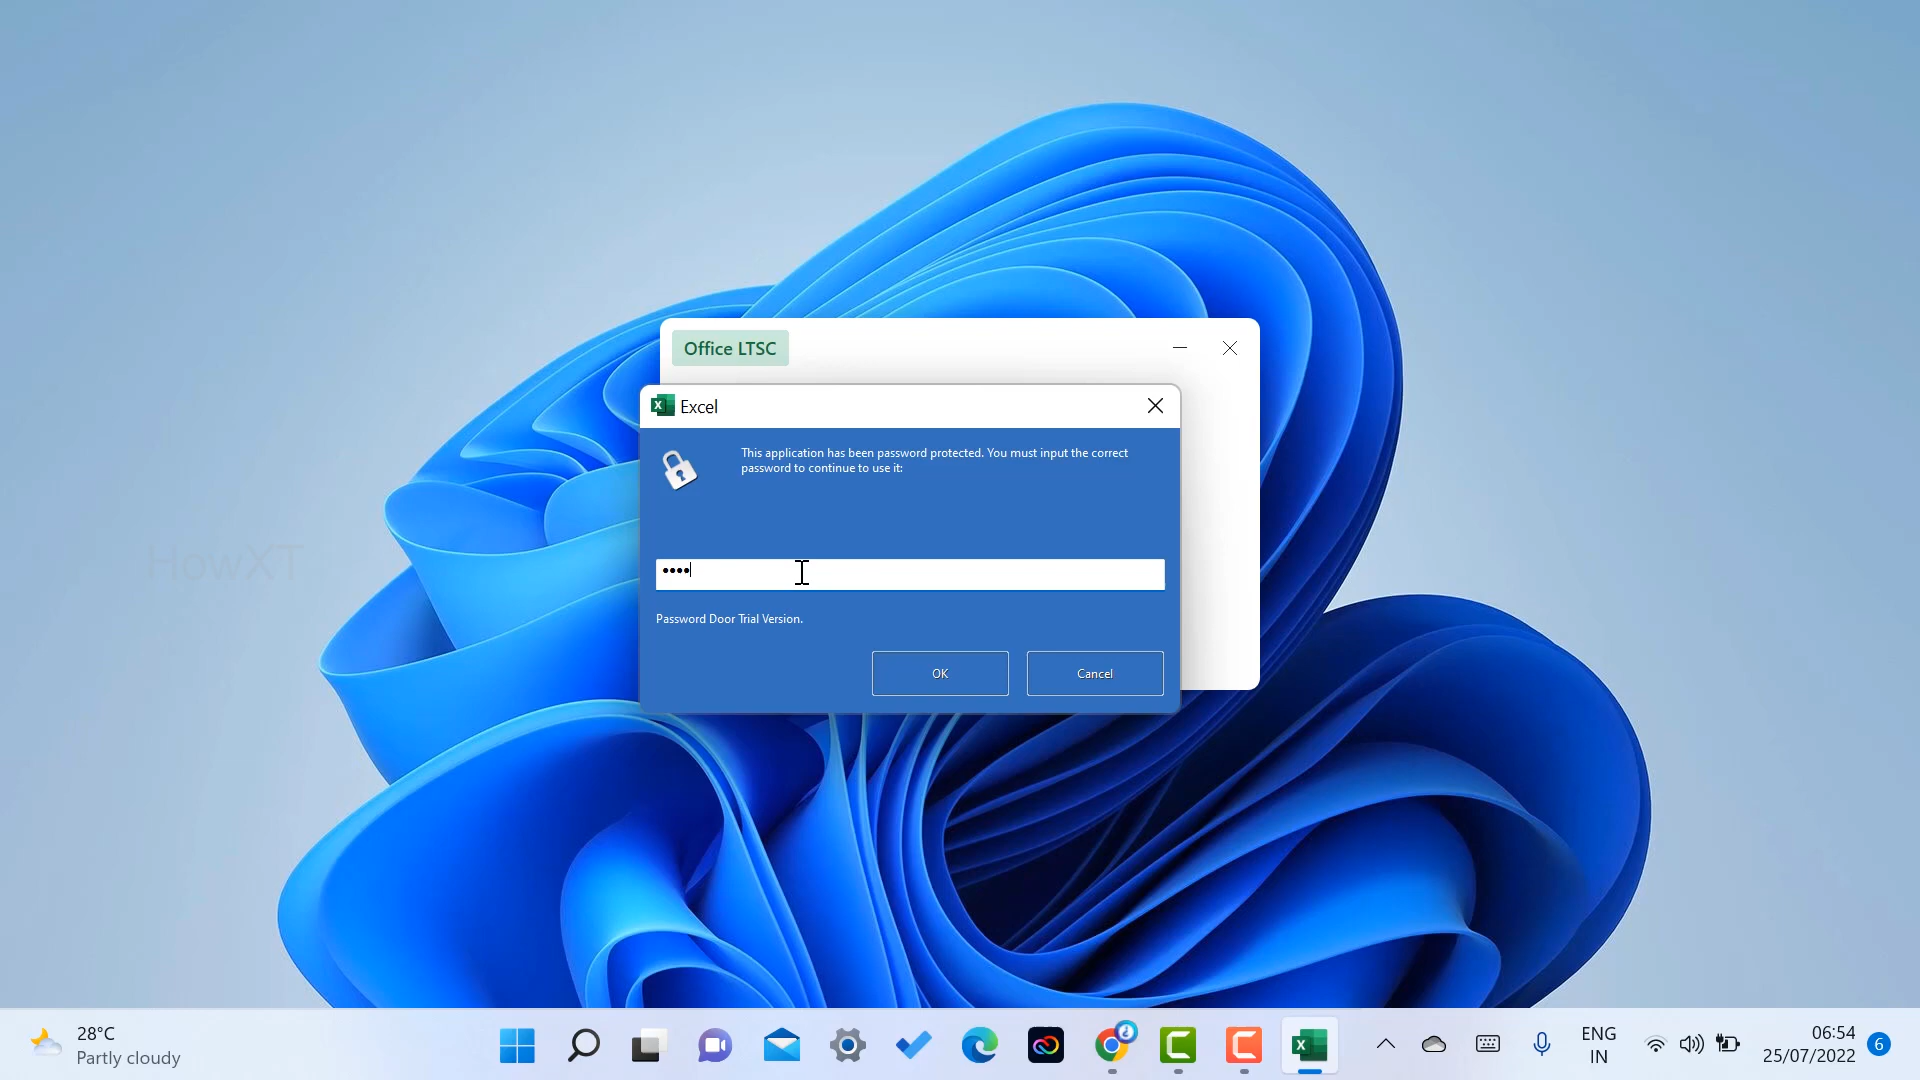 Office LTSC
Excel
This application has been password protected. You must input the correct
password to continue to use it:
HowXT
••••
Password Door Trial Version.
OK
Cancel
28°C
Partly cloudy
ENG
IN
06:54
25/07/2022
6